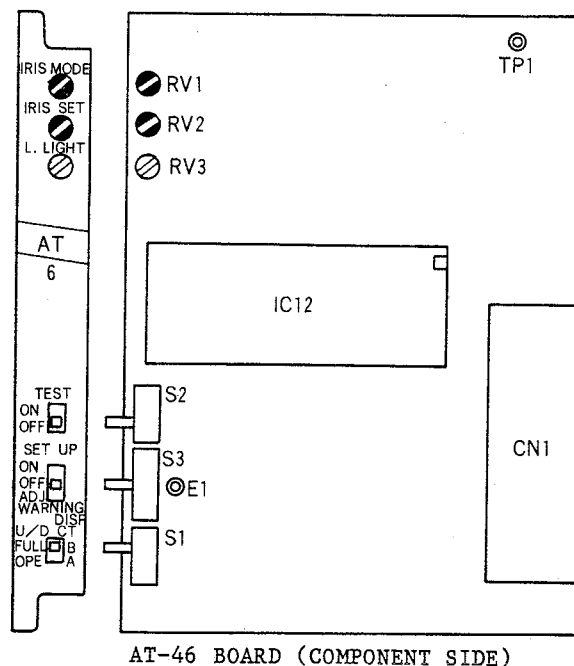 IRIS MODE
IRIS SET
L. LIGHT
AT
6
TEST
ON
OFF
SET UP
ON
OFF
ADJ
WARNING
DISP
U/D CT
FULL B
OPE A
RV1
RV2
RV3
TP1
IC12
S2
S3
E1
S1
CN1
AT-46 BOARD (COMPONENT SIDE)